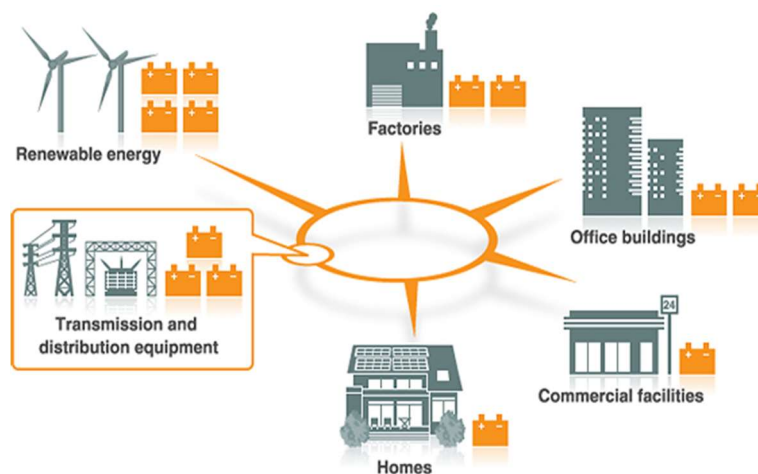 Renewable energy
Factories
Office buildings
Transmission and
distribution equipment
24
Commercial facilities
Homes